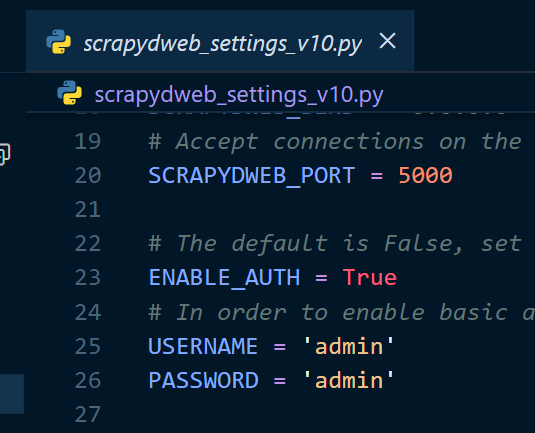 scrapydweb_settings_v10.py
scrapydweb_settings_v10.py
19 # Accept connections on the
20 SCRAPYDWEB_PORT = 5000
21
22 # The default is False, set
23 ENABLE_AUTH = True
24 # In order to enable basic a
25 USERNAME = 'admin'
26 PASSWORD = 'admin'
27